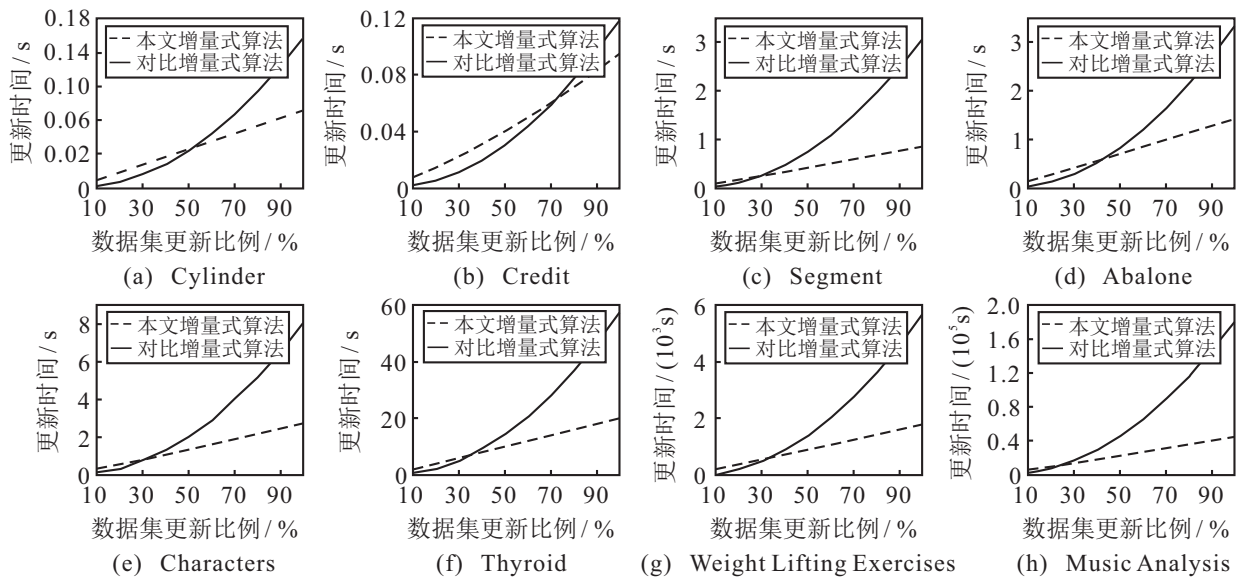 更新时间/s
0.18
0.16
0.14
0.10
0.06
0.02
0
本文增量式算法
对比增量式算法
10 30 50 70 90
数据集更新比例/%
(a) Cylinder
更新时间/s
0.12
0.08
0.04
0
本文增量式算法
对比增量式算法
10 30 50 70 90
数据集更新比例/%
(b) Credit
更新时间/s
3
2
1
0
本文增量式算法
对比增量式算法
10 30 50 70 90
数据集更新比例/%
(c) Segment
更新时间/s
3
2
1
0
本文增量式算法
对比增量式算法
10 30 50 70 90
数据集更新比例/%
(d) Abalone
更新时间/s
8
6
4
2
0
本文增量式算法
对比增量式算法
10 30 50 70 90
数据集更新比例/%
(e) Characters
更新时间/s
60
40
20
0
本文增量式算法
对比增量式算法
10 30 50 70 90
数据集更新比例/%
(f) Thyroid
更新时间/(10³s)
6
4
2
0
本文增量式算法
对比增量式算法
10 30 50 70 90
数据集更新比例/%
(g) Weight Lifting Exercises
更新时间/(10⁵s)
2.0
1.6
1.2
0.8
0.4
0
本文增量式算法
对比增量式算法
10 30 50 70 90
数据集更新比例/%
(h) Music Analysis